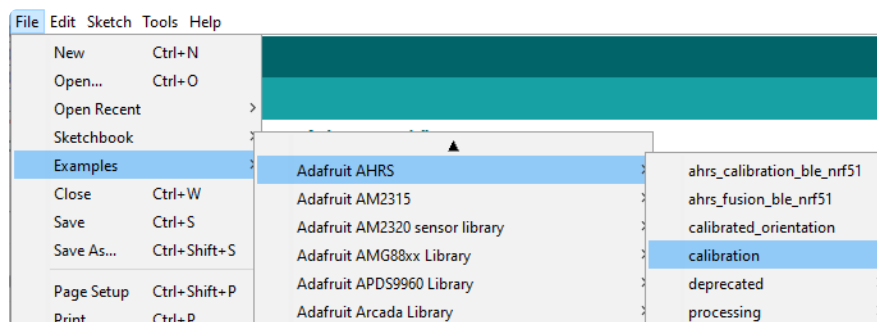 File Edit Sketch Tools Help
New Ctrl+N
Open... Ctrl+O
Open Recent
Sketchbook
Examples
Close Ctrl+W
Save Ctrl+S
Save As... Ctrl+Shift+S
Page Setup Ctrl+Shift+P
Print Ctrl+P
Adafruit AHRS
Adafruit AM2315
Adafruit AM2320 sensor library
Adafruit AMG88xx Library
Adafruit APDS9960 Library
Adafruit Arcada Library
ahrs_calibration_ble_nrf51
ahrs_fusion_ble_nrf51
calibrated_orientation
calibration
deprecated
processing